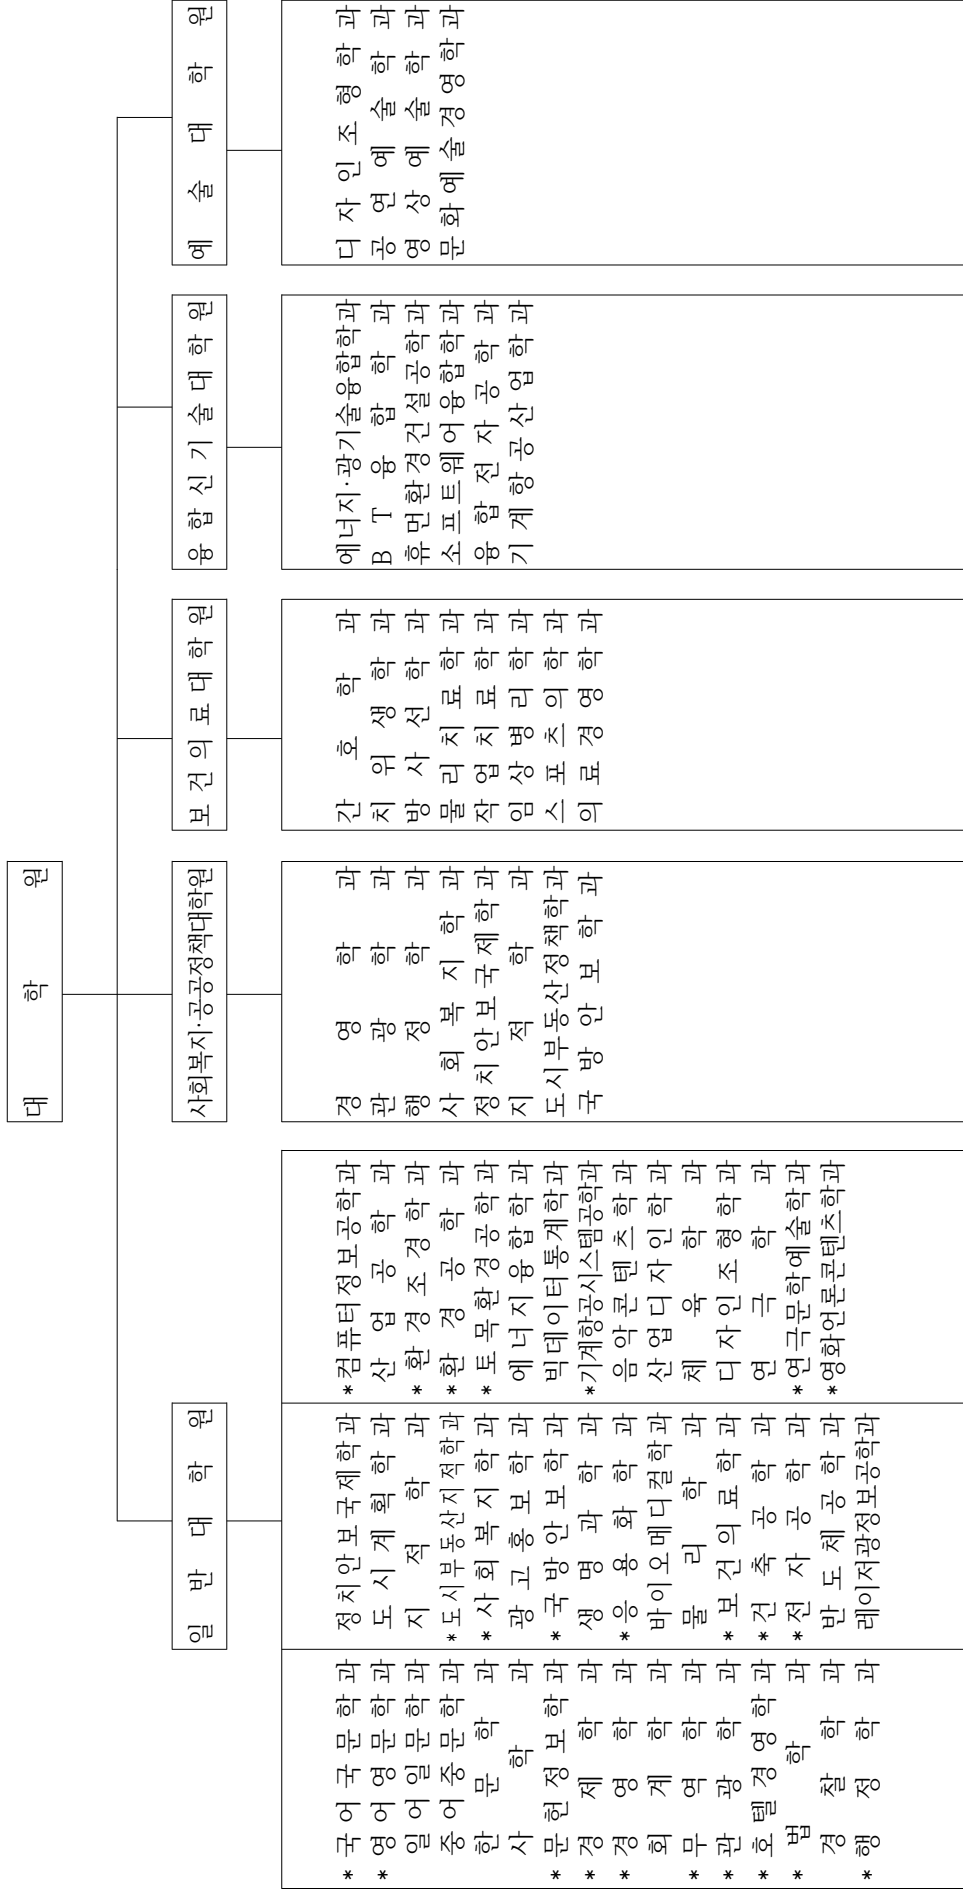 대 학 원
일 반 대 학 원
* 국 어 국 문 학 과
* 영 어 영 문 학 과
일 어 일 문 학 과
중 어 중 문 학 과
한 문 학 과
사 학 과
* 문 헌 정 보 학 과
* 경 제 학 과
* 경 영 학 과
회 계 학 과
* 무 역 학 과
* 관 광 학 과
* 호 텔 경 영 학 과
* 법 학 과
경 찰 학 과
* 행 정 학 과
정 치 안 보 국 제 학 과
도 시 계 획 학 과
지 적 학 과
* 도시부동산지적학과
* 사 회 복 지 학 과
광 고 홍 보 학 과
* 국 방 안 보 학 과
생 명 과 학 과
* 응 용 화 학 과
바이오메디컬학과
물 리 학 과
* 보 건 의 료 학 과
* 건 축 공 학 과
* 전 자 공 학 과
반 도 체 공 학 과
레이저광정보공학과
* 컴퓨터정보공학과
산 업 공 학 과
* 환 경 조 경 학 과
* 환 경 공 학 과
* 토 목 환 경 공 학 과
에 너 지 융 합 학 과
빅데이터통계학과
* 기계항공시스템공학과
음 악 콘 텐 츠 학 과
산 업 디 자 인 학 과
체 육 학 과
디 자 인 조 형 학 과
연 극 학 과
* 연극문학예술학과
* 영화언론콘텐츠학과
사회복지·공공정책대학원
경 영 학 과
관 광 학 과
행 정 학 과
사 회 복 지 학 과
정 치 안 보 국 제 학 과
지 적 학 과
도시부동산정책학과
국 방 안 보 학 과
보 건 의 료 대 학 원
간 호 학 과
치 위 생 학 과
방 사 선 학 과
물 리 치 료 학 과
작 업 치 료 학 과
임 상 병 리 학 과
스 포 츠 의 학 과
의 료 경 영 학 과
융 합 신 기 술 대 학 원
에너지·광기술융합학과
B T 융 합 학 과
휴먼환경건설공학과
소프트웨어융합학과
융 합 전 자 공 학 과
기 계 항 공 산 업 학 과
예 술 대 학 원
디 자 인 조 형 학 과
공 연 예 술 학 과
영 상 예 술 학 과
문화예술경영학과